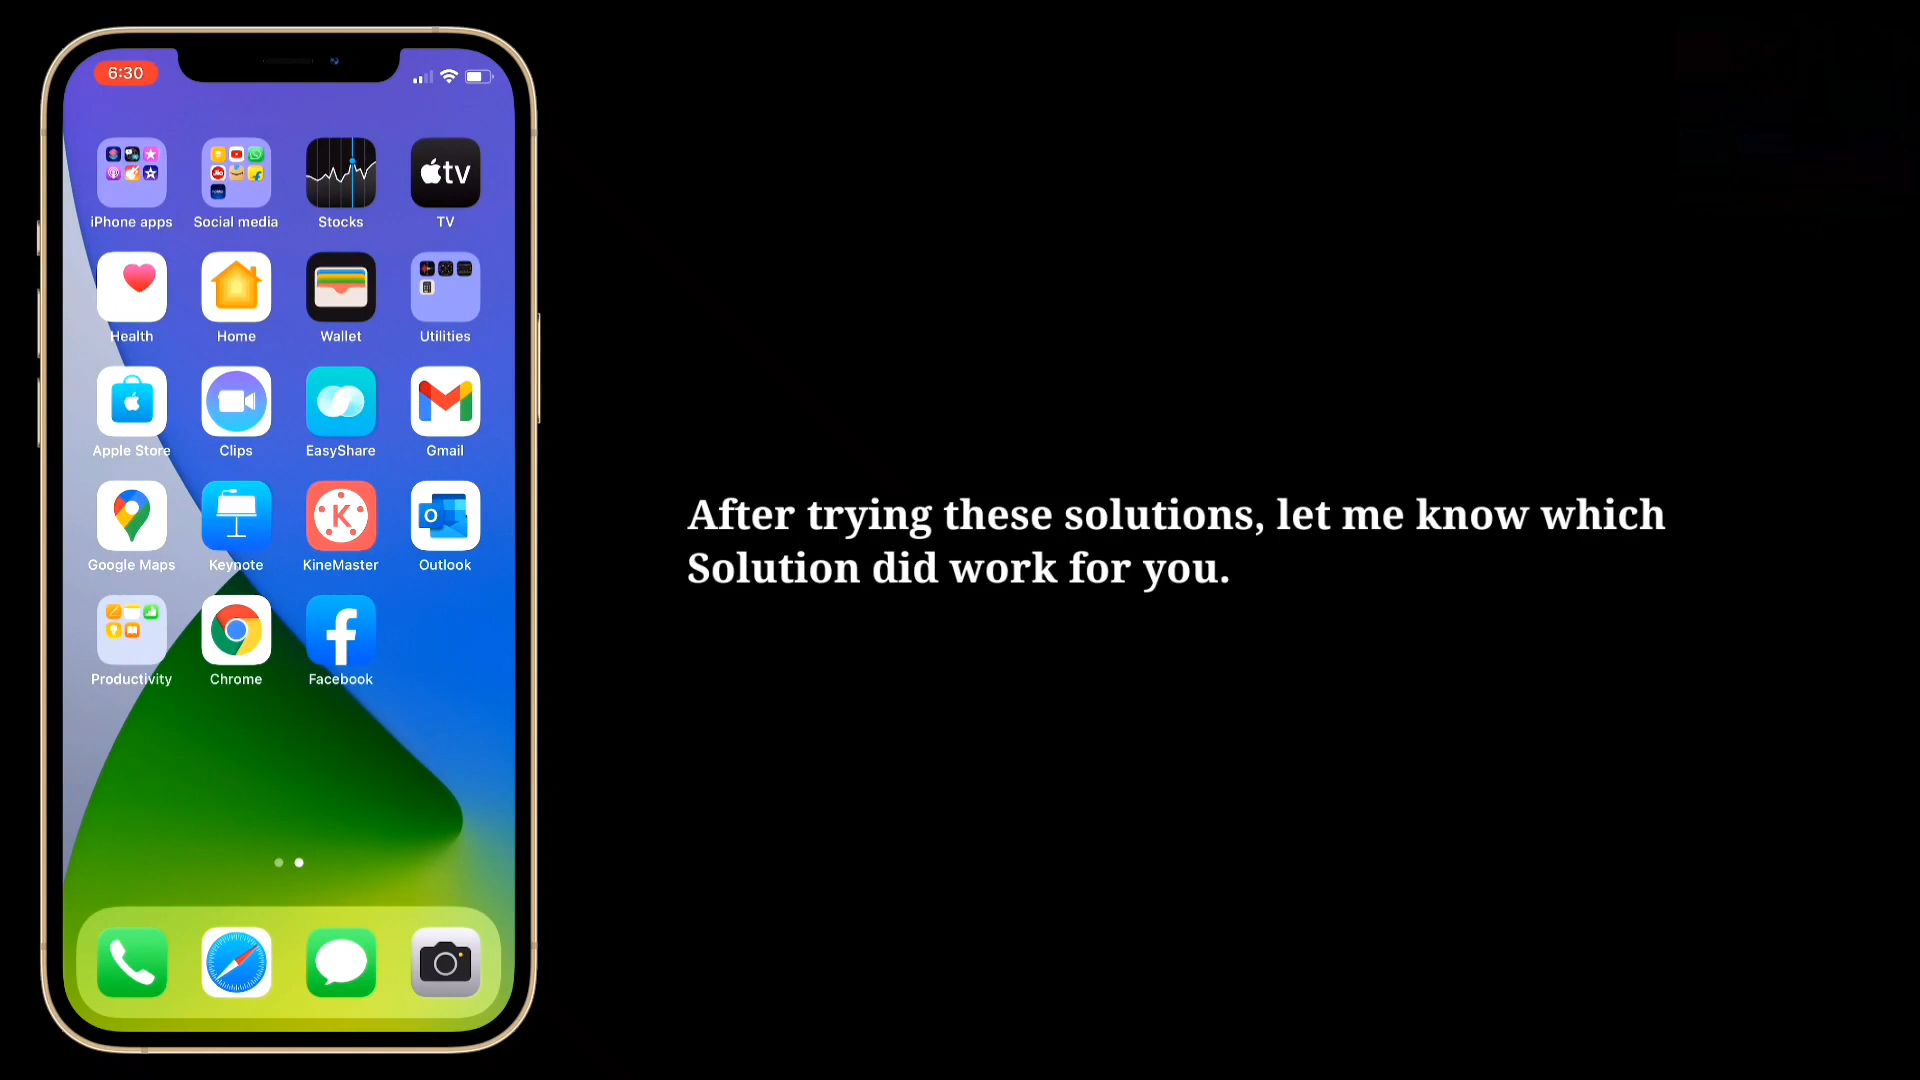 6:30
tv
iPhone apps
Social media
Stocks
TV
Health
Home
Wallet
Utilities
Apple Store
Clips
EasyShare
Gmail
Google Maps
Keynote
K
KineMaster
O
Outlook
Productivity
Chrome
f
Facebook
After trying these solutions, let me know which
Solution did work for you.